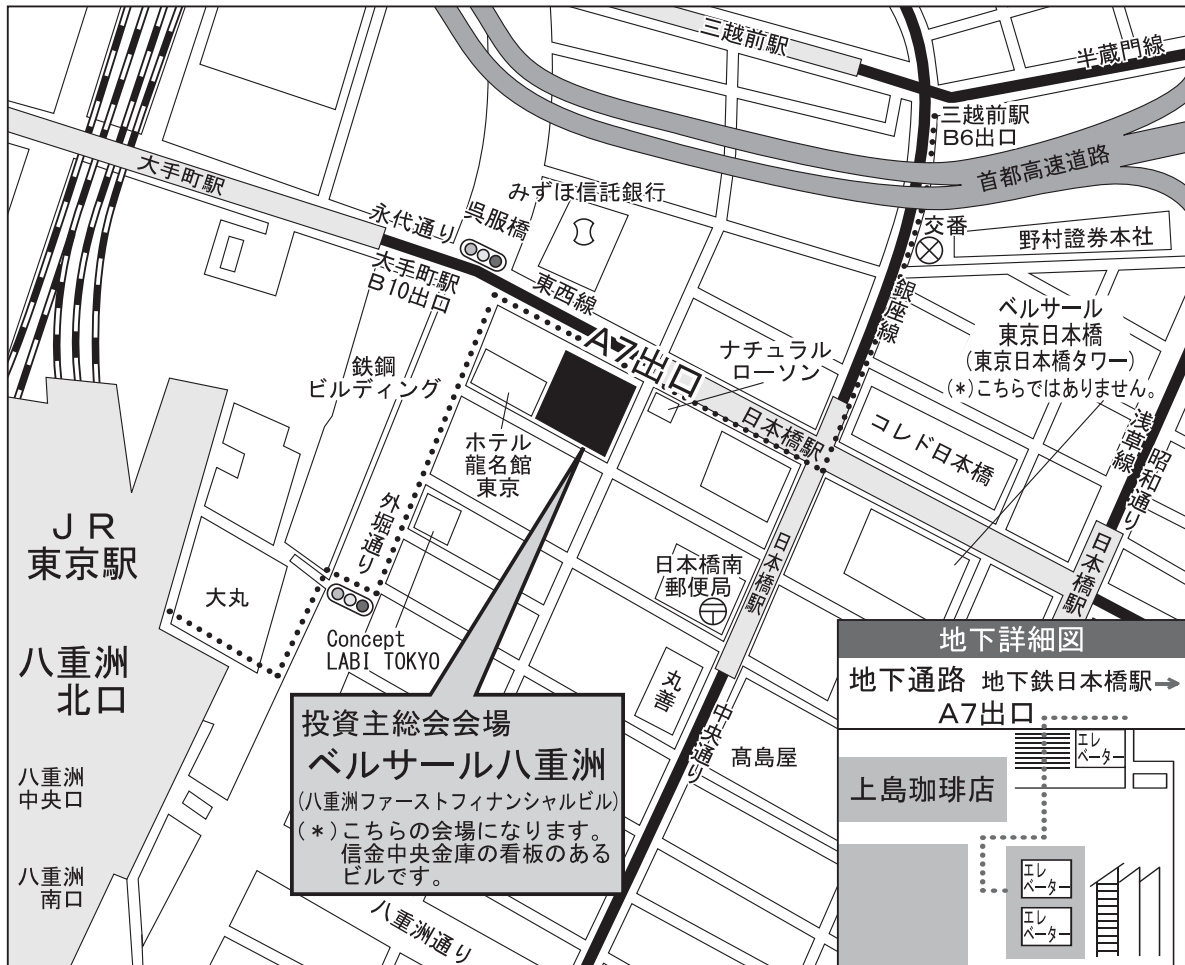 三越前駅
半蔵門線
三越前駅
B6出口
首都高速道路
大手町駅
永代通り
呉服橋
みずほ信託銀行
交番
野村證券本社
大手町駅
B10出口
東西線
銀座線
ベルサール
東京日本橋
(東京日本橋タワー)
(*)こちらではありません。
A7出口
ナチュラル
ローソン
鉄鋼
ビルディング
日本橋駅
コレド日本橋
浅草線
昭和通り
ホテル
龍名館
東京
外堀通り
JR
東京駅
日本橋南
郵便局
日本橋駅
日本橋駅
大丸
Concept
LABI TOKYO
八重洲
北口
丸善
中央通り
髙島屋
八重洲
中央口
八重洲
南口
八重洲通り
投資主総会会場
ベルサール八重洲
(八重洲ファーストフィナンシャルビル)
(*)こちらの会場になります。
信金中央金庫の看板のある
ビルです。
地下詳細図
地下通路 地下鉄日本橋駅→
A7出口
エレ
ベーター
上島珈琲店
エレ
ベーター
エレ
ベーター